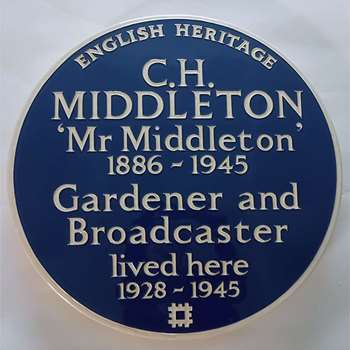 ENGLISH HERITAGE
C.H.
MIDDLETON
‘Mr Middleton’
1886 - 1945
Gardener and
Broadcaster
lived here
1928 - 1945